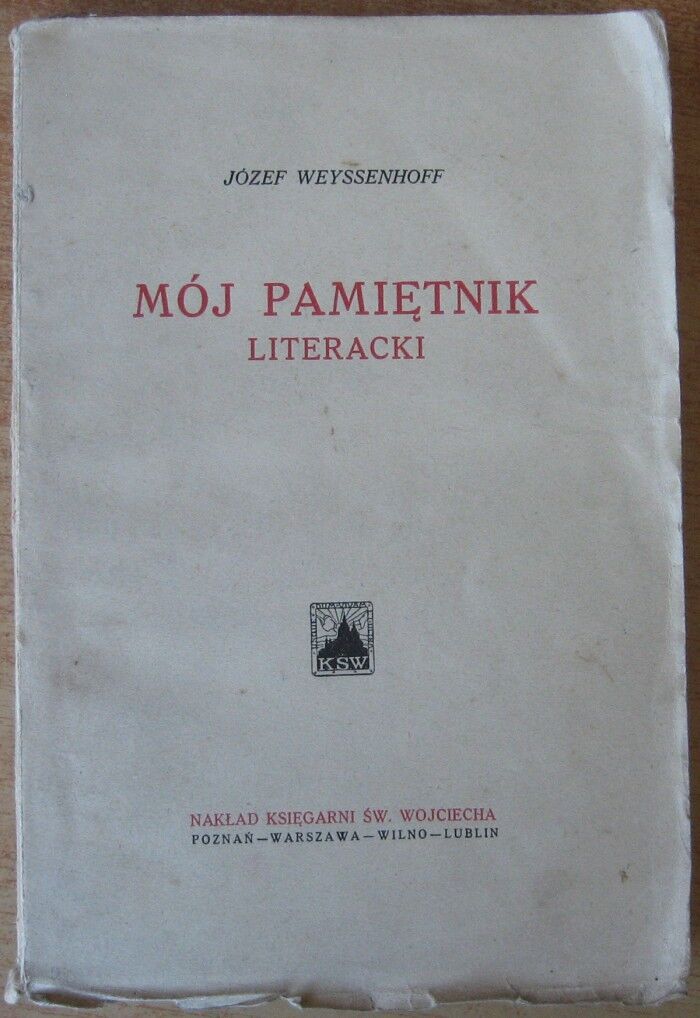 JÓZEF WEYSSENHOFF
MÓJ PAMIĘTNIK
LITERACKI
KSW
NAKŁAD KSIĘGARNI ŚW. WOJCIECHA
POZNAŃ—WARSZAWA—WILNO—LUBLIN